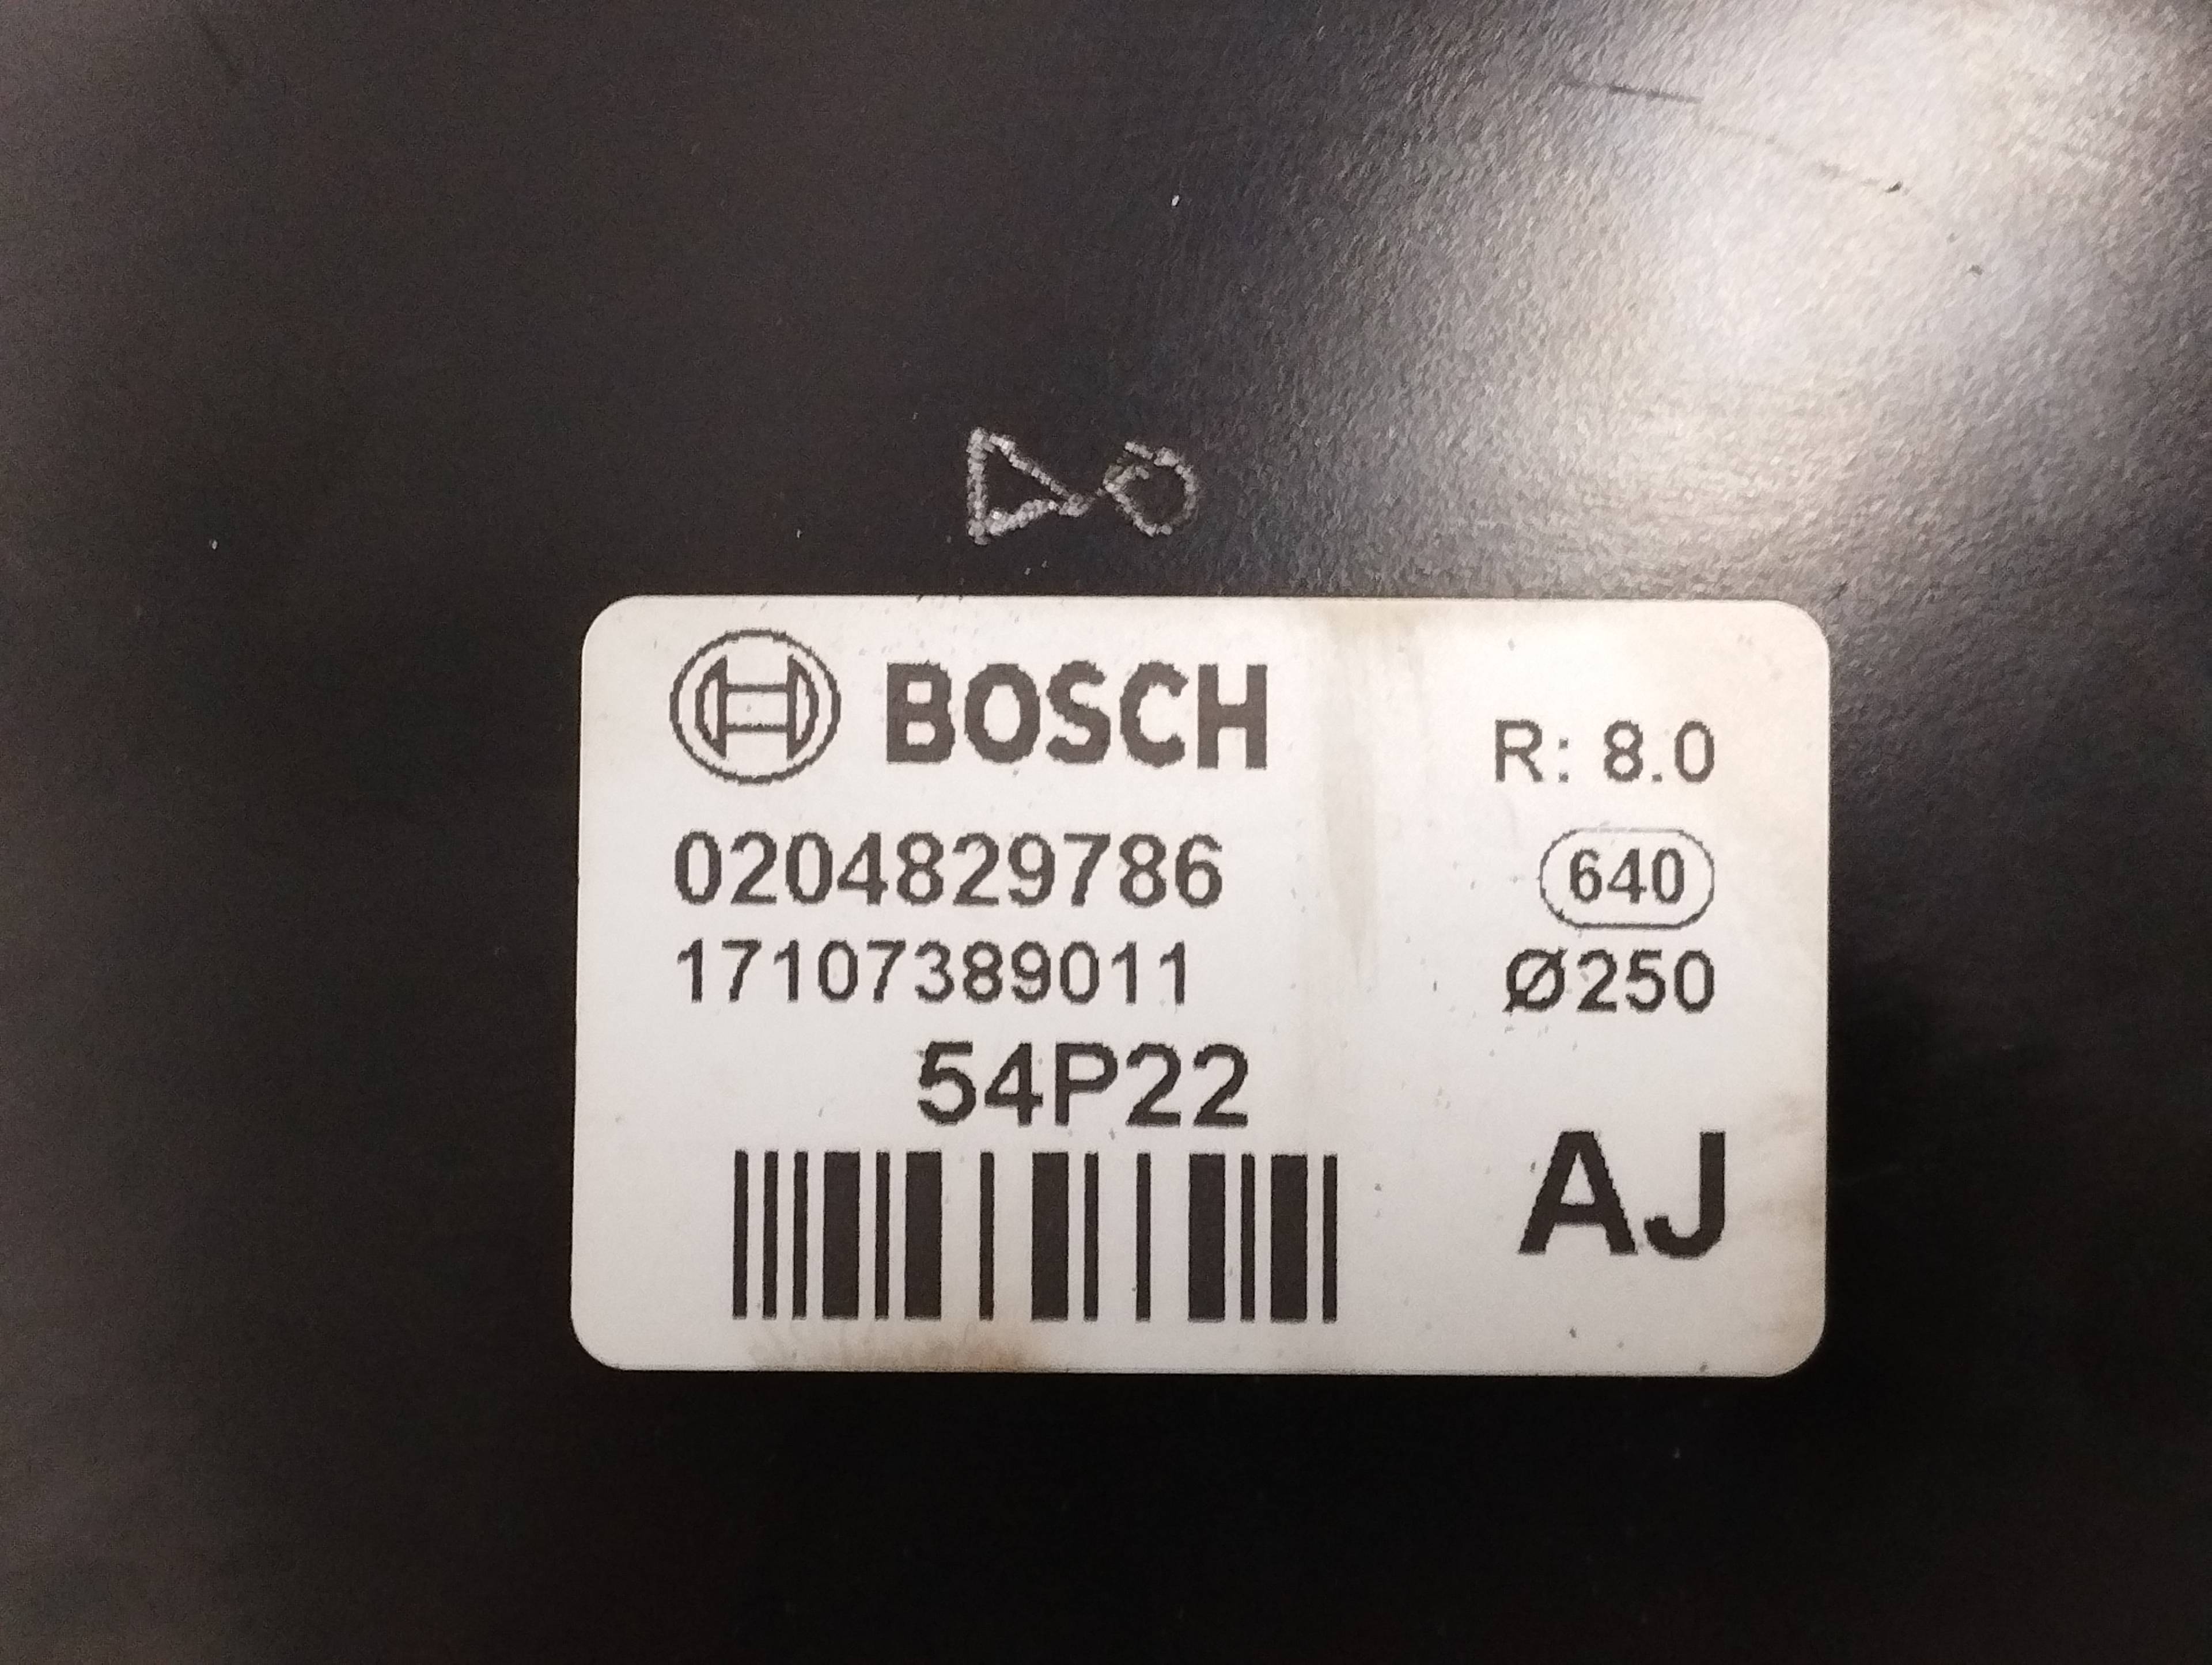 BOSCH
R: 8.0
0204829786
640
17107389011
Ø250
54P22
AJ